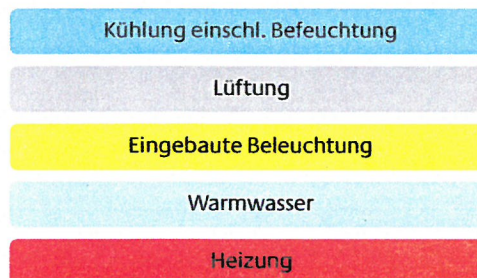 Kühlung einschl. Befeuchtung
Lüftung
Eingebaute Beleuchtung
Warmwasser
Heizung